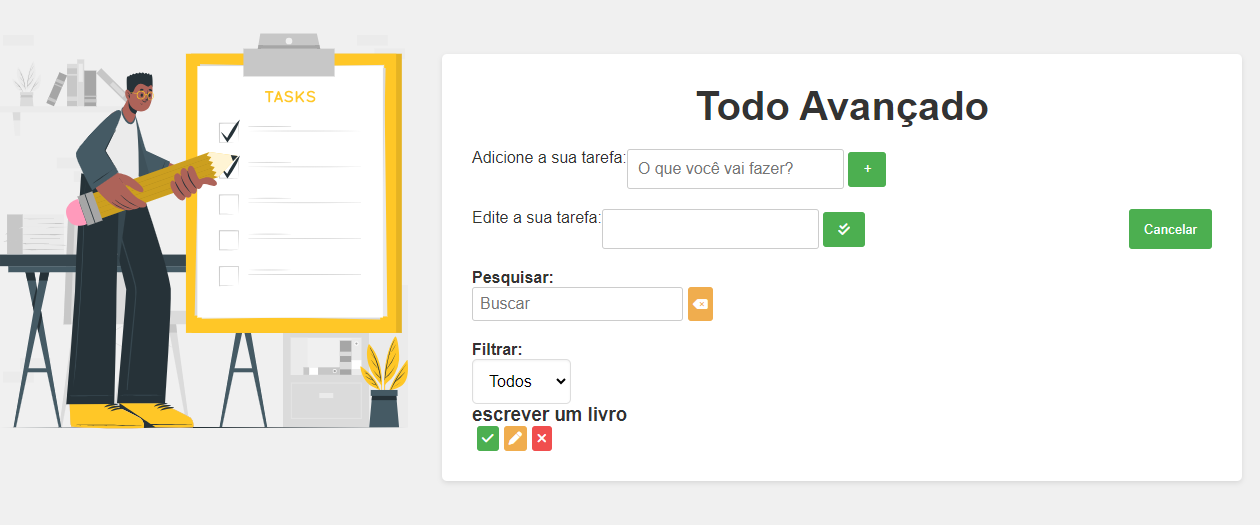 TASKS
Todo Avançado
Adicione a sua tarefa: O que você vai fazer? +
Edite a sua tarefa: Cancelar
Pesquisar:
Buscar
Filtrar:
Todos
escrever um livro